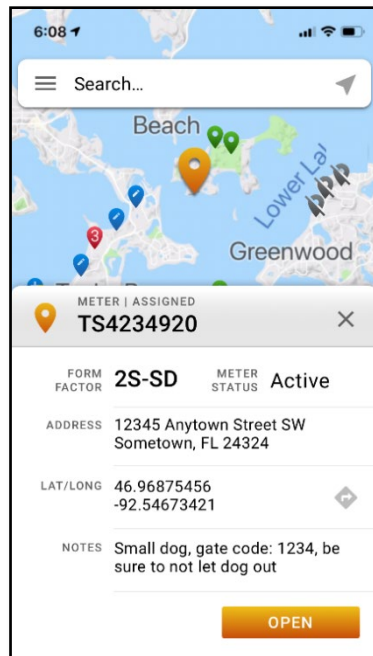 6:08
Search...
Beach
Lower La
3
Greenwood
METER | ASSIGNED
TS4234920
FORM FACTOR 2S-SD METER STATUS Active
ADDRESS 12345 Anytown Street SW
Sometown, FL 24324
LAT/LONG 46.96875456
-92.54673421
NOTES Small dog, gate code: 1234, be
sure to not let dog out
OPEN